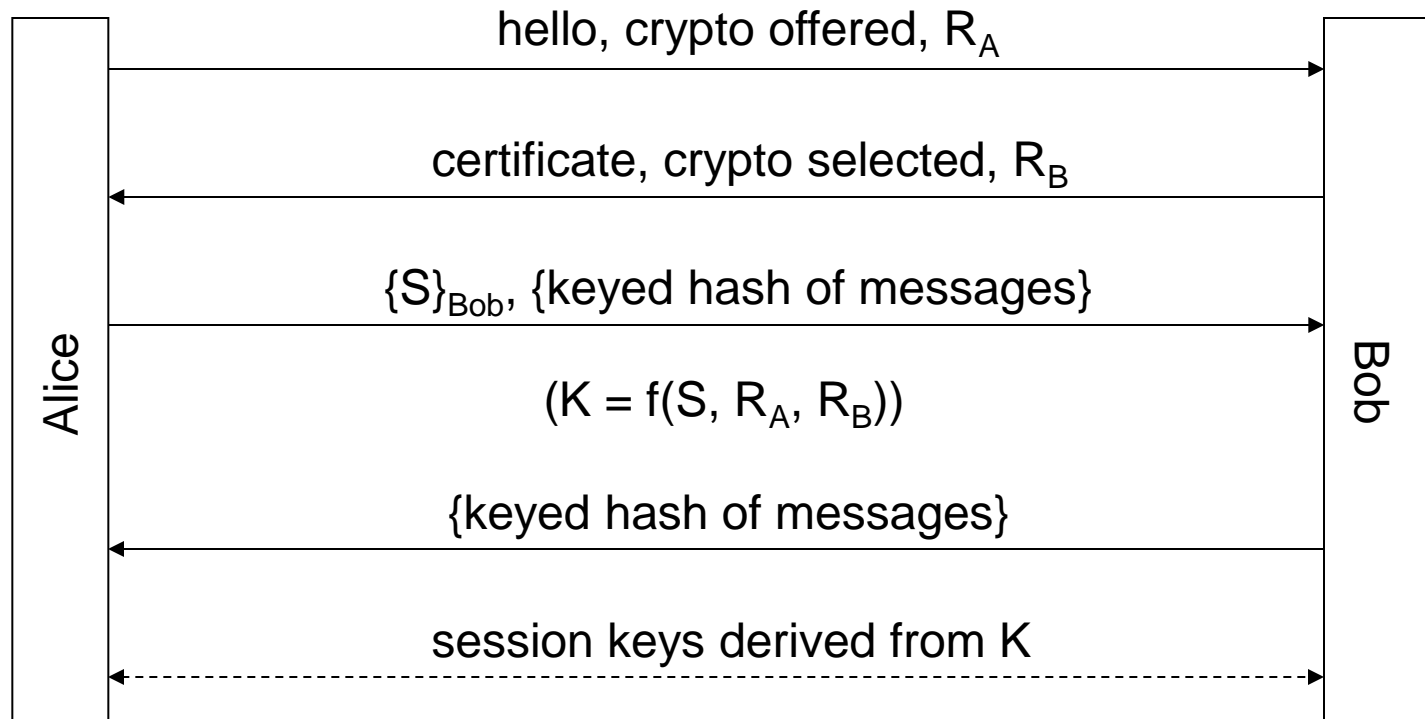 hello, crypto offered, R_A
certificate, crypto selected, R_B
{S}_Bob, {keyed hash of messages}
Alice
Bob
(K = f(S, R_A, R_B))
{keyed hash of messages}
session keys derived from K